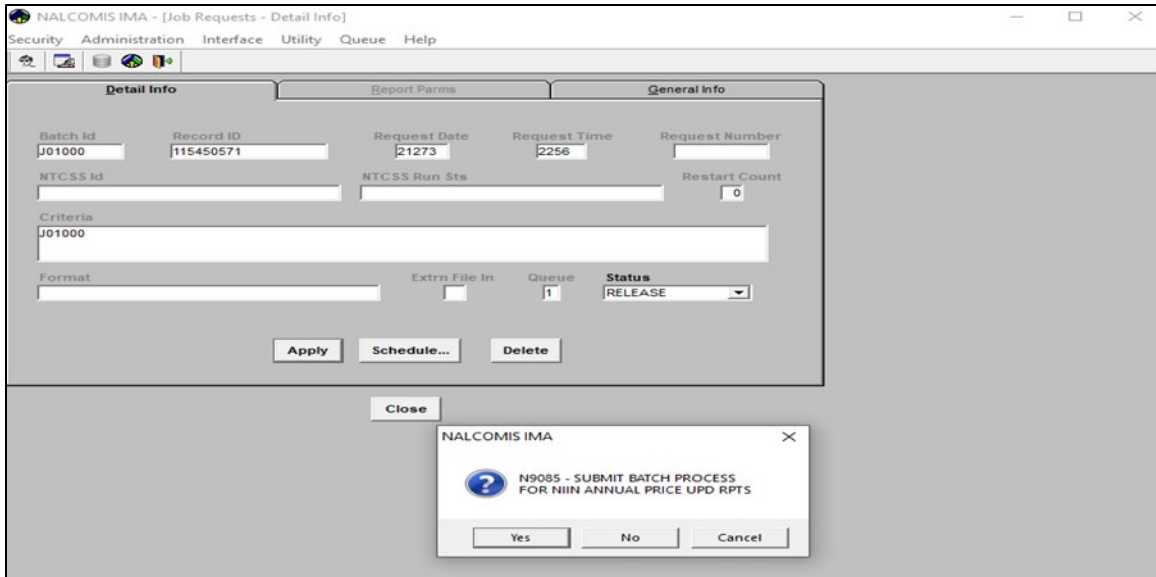 NALCOMIS IMA - [Job Requests - Detail Info]
Security Administration Interface Utility Queue Help
Detail Info Report Parms General Info
Batch Id Record ID Request Date Request Time Request Number
J01000 115450571 21273 2256
NTCSS Id NTCSS Run Sts Restart Count
0
Criteria
J01000
Format Extrn File In Queue Status
1 RELEASE
Apply Schedule... Delete
Close
NALCOMIS IMA
N9085 - SUBMIT BATCH PROCESS
FOR NIIN ANNUAL PRICE UPD RPTS
Yes No Cancel